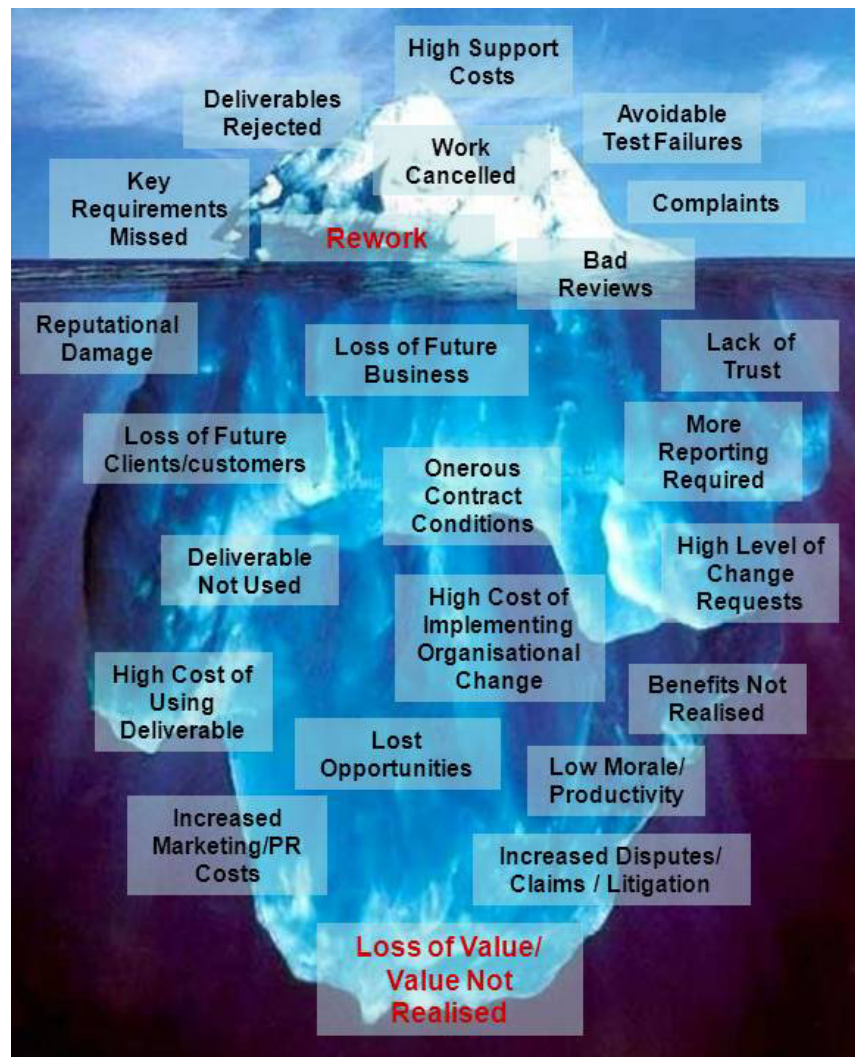 High Support
Costs
Deliverables
Rejected
Avoidable
Test Failures
Work
Cancelled
Key
Requirements
Missed
Complaints
Rework
Bad
Reviews
Reputational
Damage
Loss of Future
Business
Lack of
Trust
Loss of Future
Clients/customers
More
Reporting
Required
Onerous
Contract
Conditions
Deliverable
Not Used
High Level of
Change
Requests
High Cost of
Implementing
Organisational
Change
High Cost of
Using
Deliverable
Benefits Not
Realised
Lost
Opportunities
Low Morale/
Productivity
Increased
Marketing/PR
Costs
Increased Disputes/
Claims / Litigation
Loss of Value/
Value Not
Realised